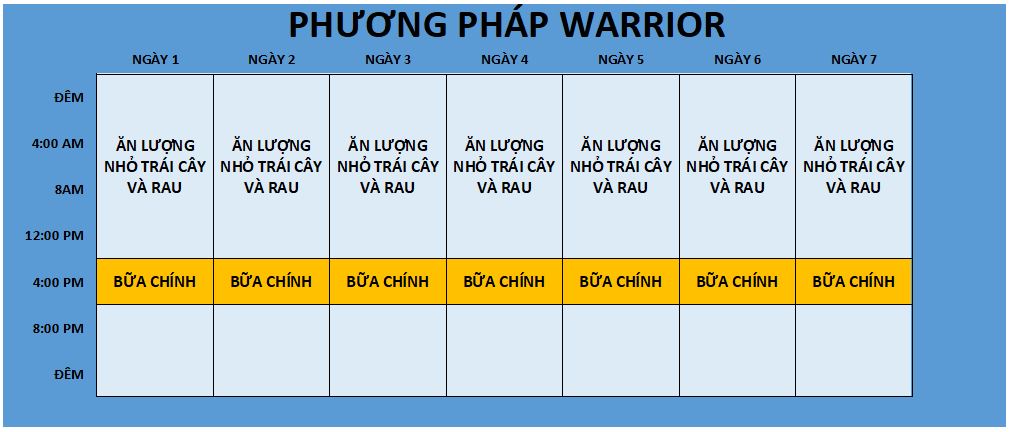 PHƯƠNG PHÁP WARRIOR
NGÀY 1 NGÀY 2 NGÀY 3 NGÀY 4 NGÀY 5 NGÀY 6 NGÀY 7
ĐÊM
4:00 AM ĂN LƯỢNG ĂN LƯỢNG ĂN LƯỢNG ĂN LƯỢNG ĂN LƯỢNG ĂN LƯỢNG ĂN LƯỢNG
NHỎ TRÁI CÂY NHỎ TRÁI CÂY NHỎ TRÁI CÂY NHỎ TRÁI CÂY NHỎ TRÁI CÂY NHỎ TRÁI CÂY NHỎ TRÁI CÂY
8AM VÀ RAU VÀ RAU VÀ RAU VÀ RAU VÀ RAU VÀ RAU VÀ RAU
12:00 PM
4:00 PM BỮA CHÍNH BỮA CHÍNH BỮA CHÍNH BỮA CHÍNH BỮA CHÍNH BỮA CHÍNH BỮA CHÍNH
8:00 PM
ĐÊM